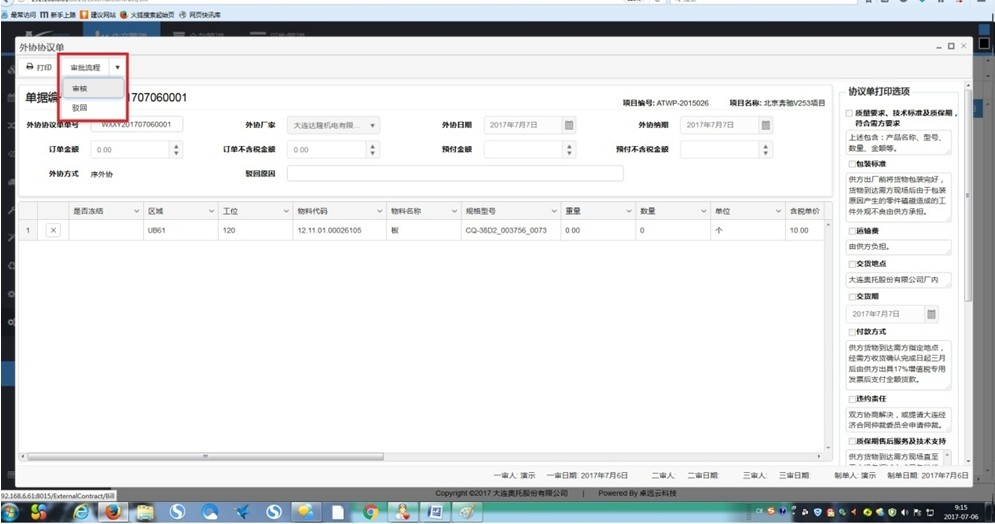 最常访问 新手上路 建议网站 火狐搜索起始页 网页快讯库
外协协议单
打印 审批流程
审核
驳回
单据编 1707060001
项目编号: ATWP-2015026 项目名称: 北京奔驰V253项目
外协协议单单号 WXXY201707060001 外协厂家 大连达隆机电有限... 外协日期 2017年7月7日 外协纳期 2017年7月7日
订单金额 0.00 订单不含税金额 0.00 预付金额 预付不含税金额
外协方式 序外协 驳回原因
是否冻结 区域 工位 物料代码 物料名称 规格型号 重量 数量 单位 含税单价
1 UB61 120 12.11.01.00026105 板 CQ-38D2_003756_0073 0.00 0 个 10.00
协议单打印选项
质量要求、技术标准及质保期，
符合需方要求
上述包含：产品名称、型号、
数量、金额等。
包装标准
供方出厂前将货物包装完好，
货物到达需方现场后由于包装
原因产生的零件磕碰造成的工
件外观不良由供方承担。
运输费
由供方负担。
交货地点
大连奥托股份有限公司厂内
交货期
2017年7月7日
付款方式
供方货物到达需方指定地点，
经需方收货确认完成日起三月
后由供方出具17%增值税专用
发票后支付全额货款。
违约责任
双方协商解决，或提请大连经
济合同仲裁委员会申请仲裁。
质保期售后服务及技术支持
供方货物到达需方现场直至
一审人: 演示 一审日期: 2017年7月6日 二审人: 二审日期: 三审人: 三审日期: 制单人: 演示 制单日期: 2017年7月6日
Copyright ©2017 大连奥托股份有限公司 | Powered By 卓远云科技
92.168.6.61:8015/ExternalContract/Bill
9:15
2017-07-06